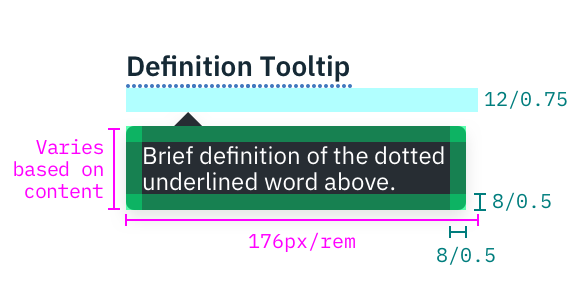 Definition Tooltip
12/0.75
Varies
based on
content
Brief definition of the dotted
underlined word above.
8/0.5
176px/rem
8/0.5